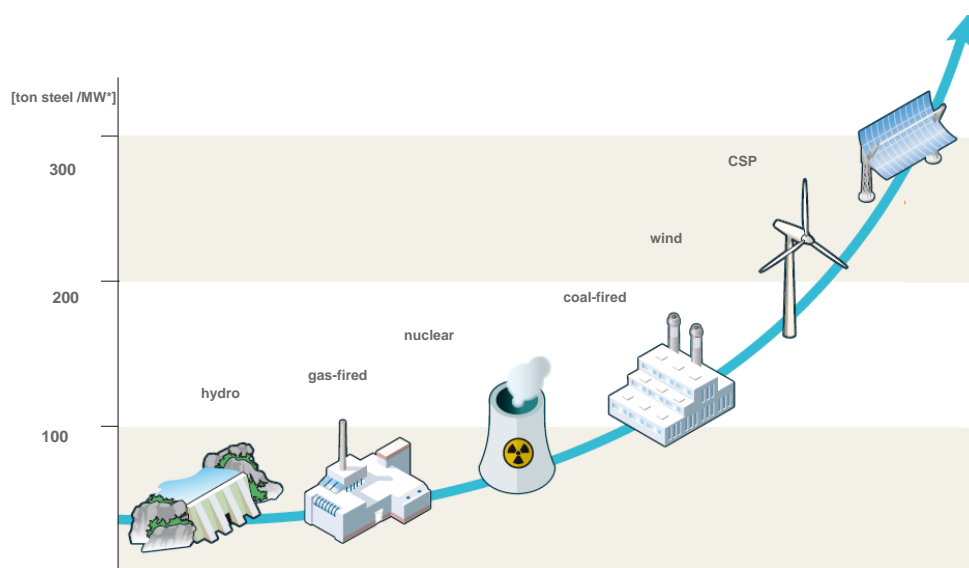 [ton steel /MW*]
300
CSP
wind
200
coal-fired
nuclear
gas-fired
hydro
100